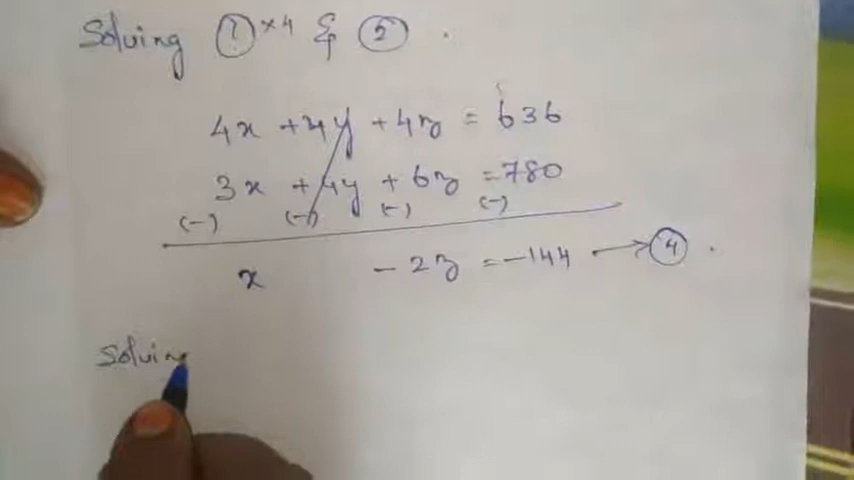 Solving ① ×4 & ②.
4x + 4y + 4z = 636
3x + 4y + 6z = 780
(-) (-) (-) (-)
x - 2z = -144 → ④.
Solving